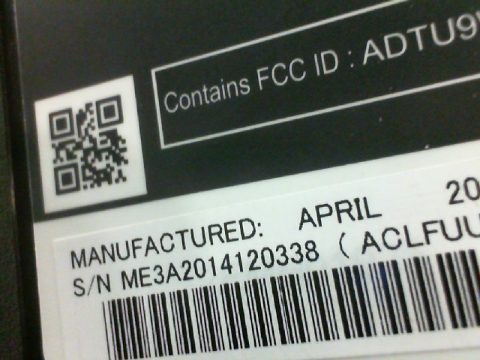 Contains FCC ID : ADTU9
MANUFACTURED: APRIL 20
S/N ME3A2014120338 ( ACLFUU